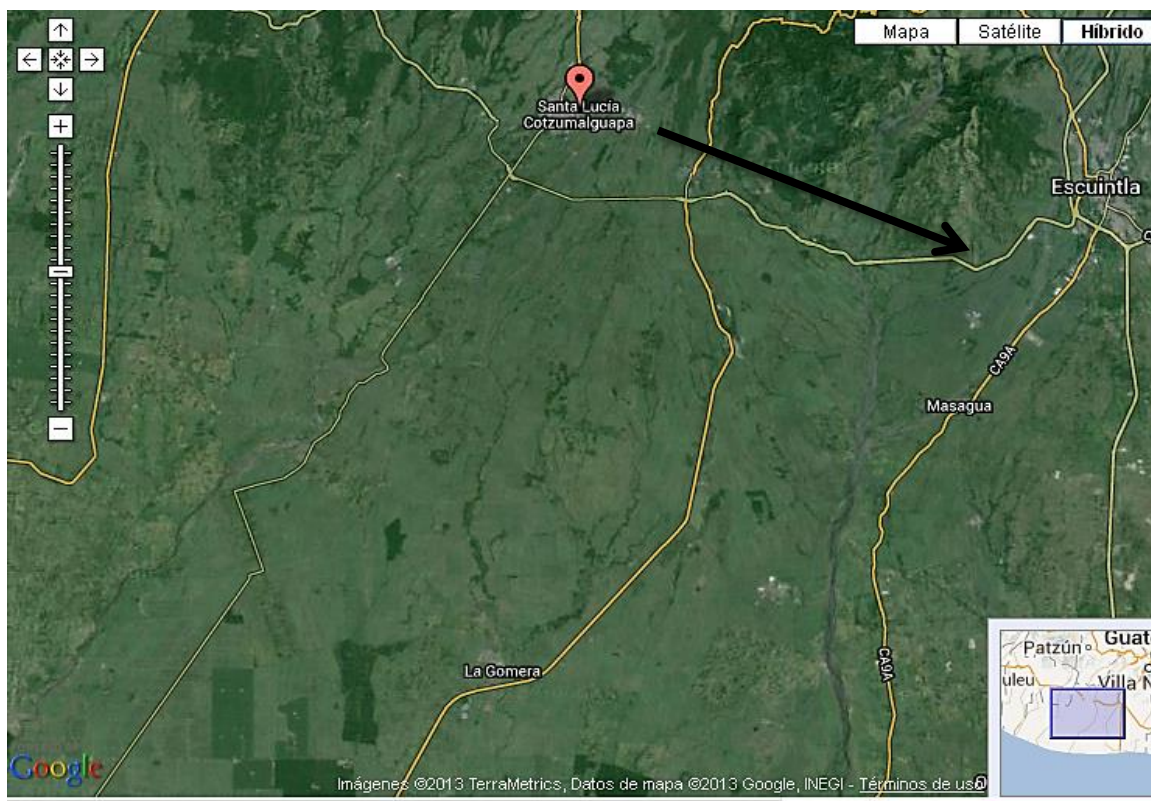 Mapa
Satélite
Híbrido
Santa Lucía
Cotzumalguapa
Escuintla
CA9A
Masagua
CA9A
La Gomera
Patzún
Guat
uleu
Villa N
Google
Imágenes ©2013 TerraMetrics, Datos de mapa ©2013 Google, INEGI - Términos de uso